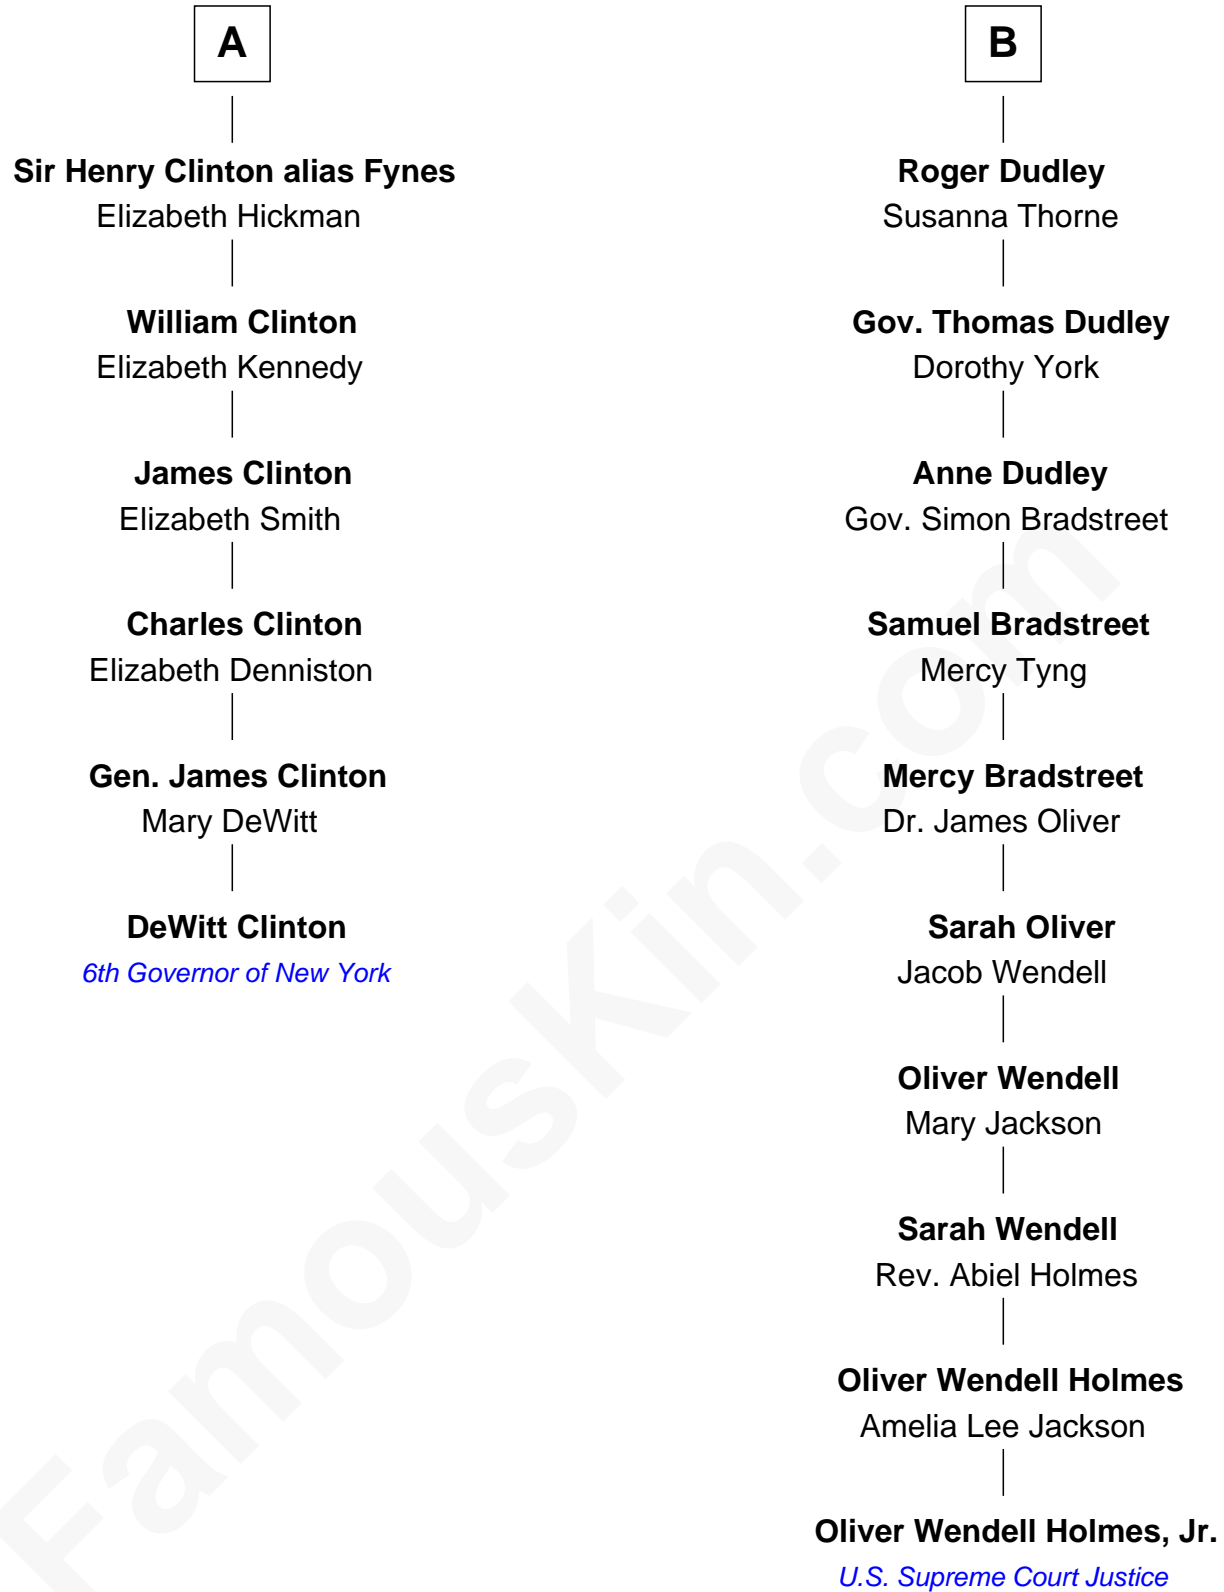 A
Sir Henry Clinton alias Fynes
Elizabeth Hickman
William Clinton
Elizabeth Kennedy
James Clinton
Elizabeth Smith
Charles Clinton
Elizabeth Denniston
Gen. James Clinton
Mary DeWitt
DeWitt Clinton
6th Governor of New York
B
Roger Dudley
Susanna Thorne
Gov. Thomas Dudley
Dorothy York
Anne Dudley
Gov. Simon Bradstreet
Samuel Bradstreet
Mercy Tyng
Mercy Bradstreet
Dr. James Oliver
Sarah Oliver
Jacob Wendell
Oliver Wendell
Mary Jackson
Sarah Wendell
Rev. Abiel Holmes
Oliver Wendell Holmes
Amelia Lee Jackson
Oliver Wendell Holmes, Jr.
U.S. Supreme Court Justice
FamousKin.com